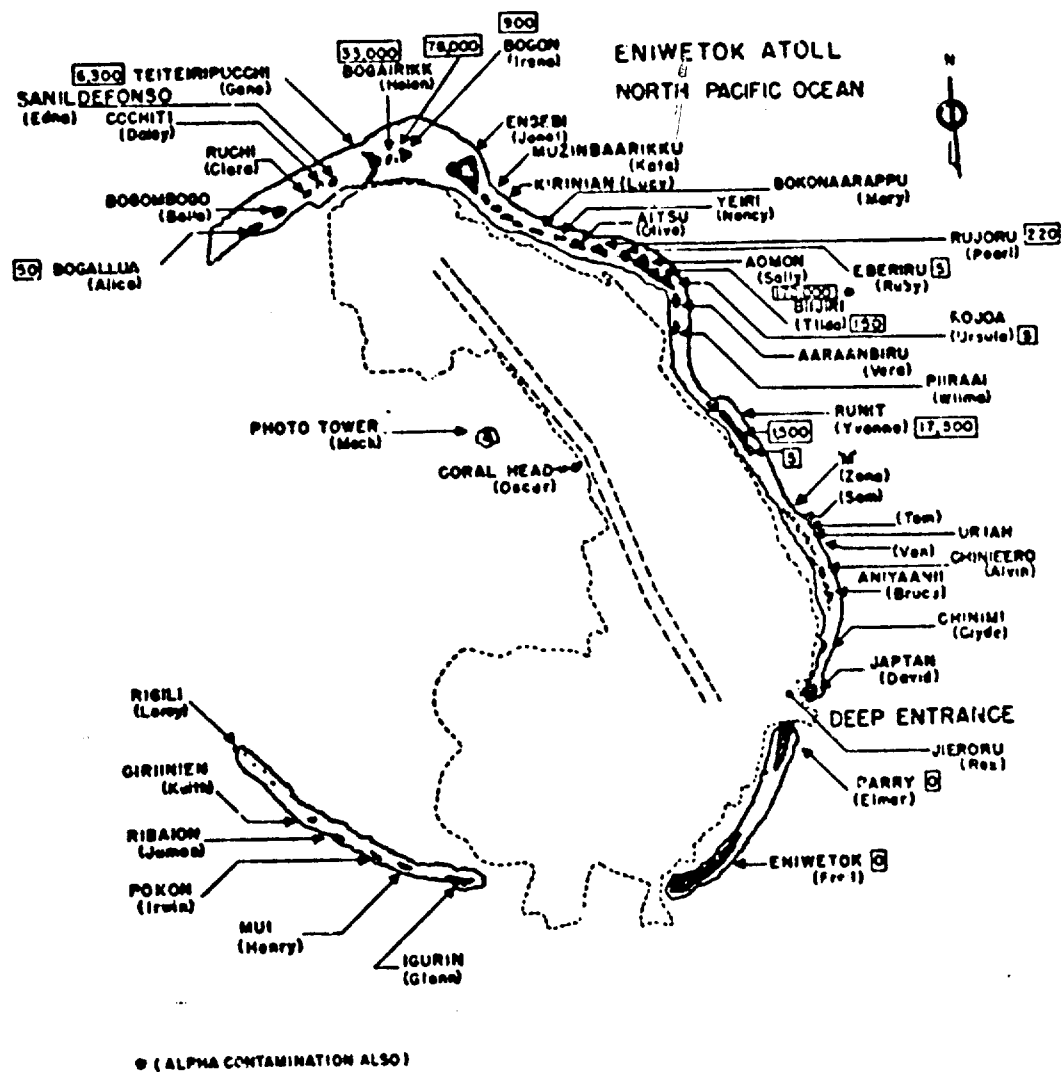 ENIWETOK ATOLL
NORTH PACIFIC OCEAN
N
900
BOGON
(Irene)
33,000
78,000
BOGAIRIKK
(Helen)
6,300 TEITEIRIPUCCHI
(Gene)
SANILDEFONSO
(Edna)
COCHITI
(Daisy)
RUCHI
(Clara)
BOGOMBOGO
(Belle)
50 BOGALLUA
(Alice)
ENGEBI
(Janet)
MUZINBAARIKKU
(Kate)
KIRINIAN (Lucy)
BOKONAARAPPU
(Mary)
YEIRI
(Nancy)
AITSU
(Olive)
RUJORU 220
(Pearl)
EBERIRU 5
(Ruby)
AOMON
(Sally)
BIIJIRI
(Tilda) 150
ROJOA
(Ursula) 5
AARAANBIRU
(Vera)
PIIRAAI
(Wilma)
RUNIT
(Yvonne) 17,500
1,500
5
PHOTO TOWER
(Mack)
CORAL HEAD
(Oscar)
(Zona)
(Sam)
(Tom)
URIAH
(Van)
CHINIEERO
(Alvin)
ANIYAANII
(Bruce)
CHINIMI
(Clyde)
JAPTAN
(David)
DEEP ENTRANCE
JIERORU
(Rex)
PARRY 0
(Elmer)
ENIWETOK 0
(Fred)
RIGILI
(Leroy)
GIRIINIEN
(Keith)
RIBAION
(James)
POKON
(Irwin)
MUI
(Henry)
IGURIN
(Glenn)
(ALPHA CONTAMINATION ALSO)